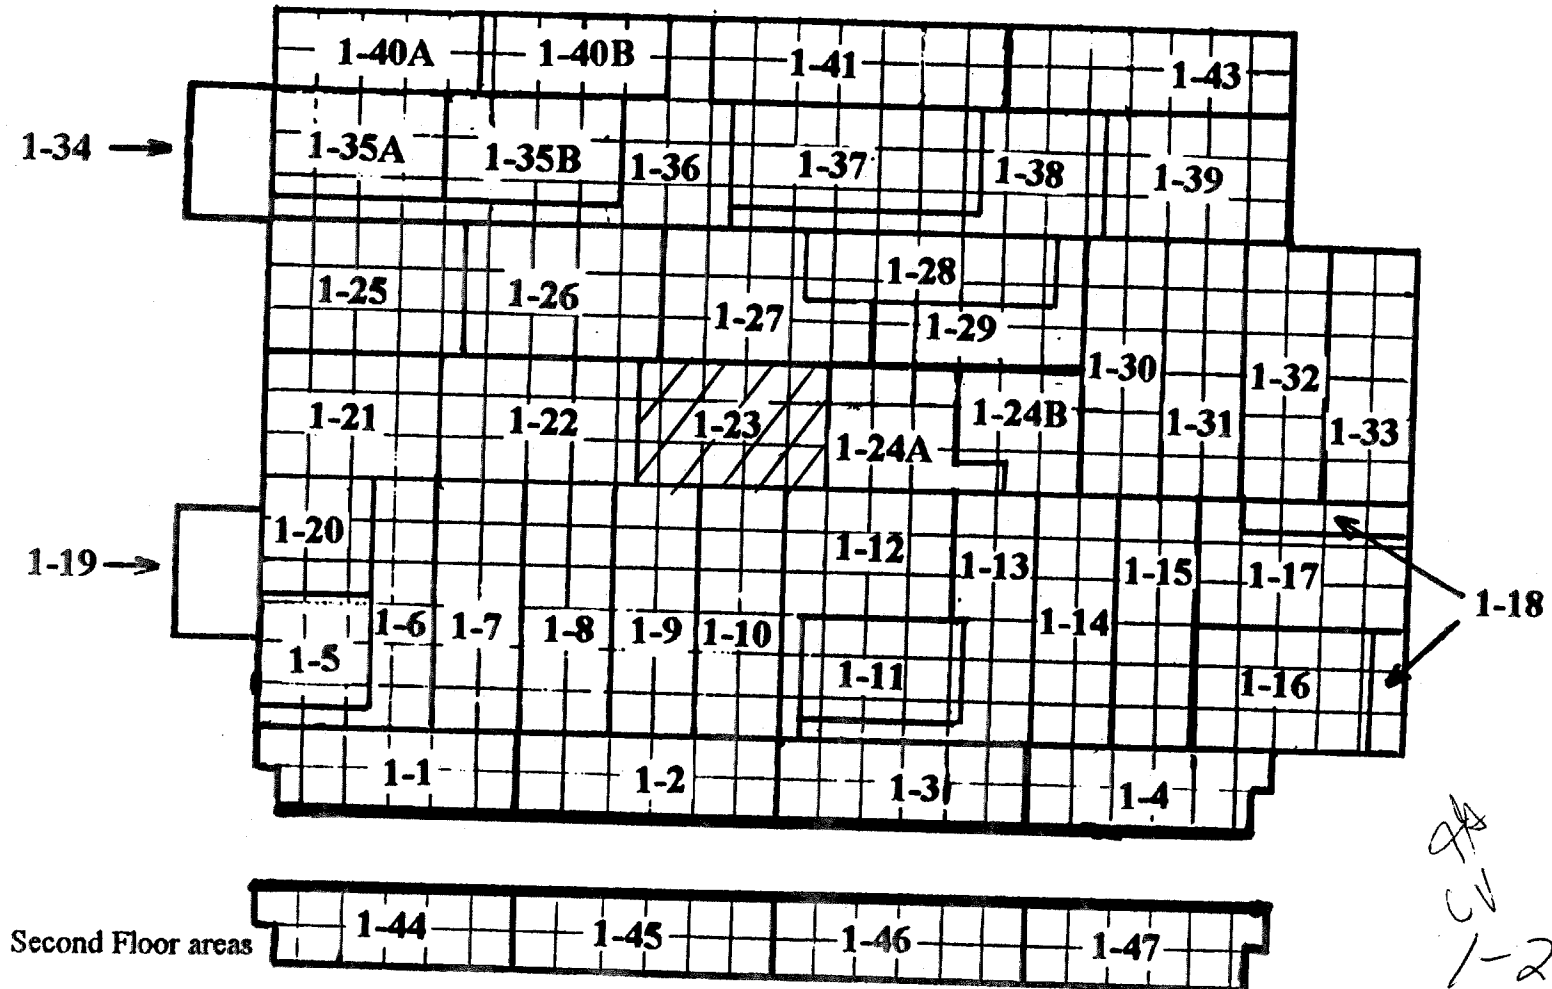 1-40A 1-40B 1-41 1-43
1-34 1-35A 1-35B 1-36 1-37 1-38 1-39
1-25 1-26 1-27 1-28
1-29
1-21 1-22 1-23 1-24A 1-24B 1-30 1-31 1-32 1-33
1-19 1-20 1-12 1-13 1-15 1-17
1-18
1-5 1-6 1-7 1-8 1-9 1-10 1-11 1-14 1-16
1-1 1-2 1-3 1-4
CV
1-2
Second Floor areas 1-44 1-45 1-46 1-47